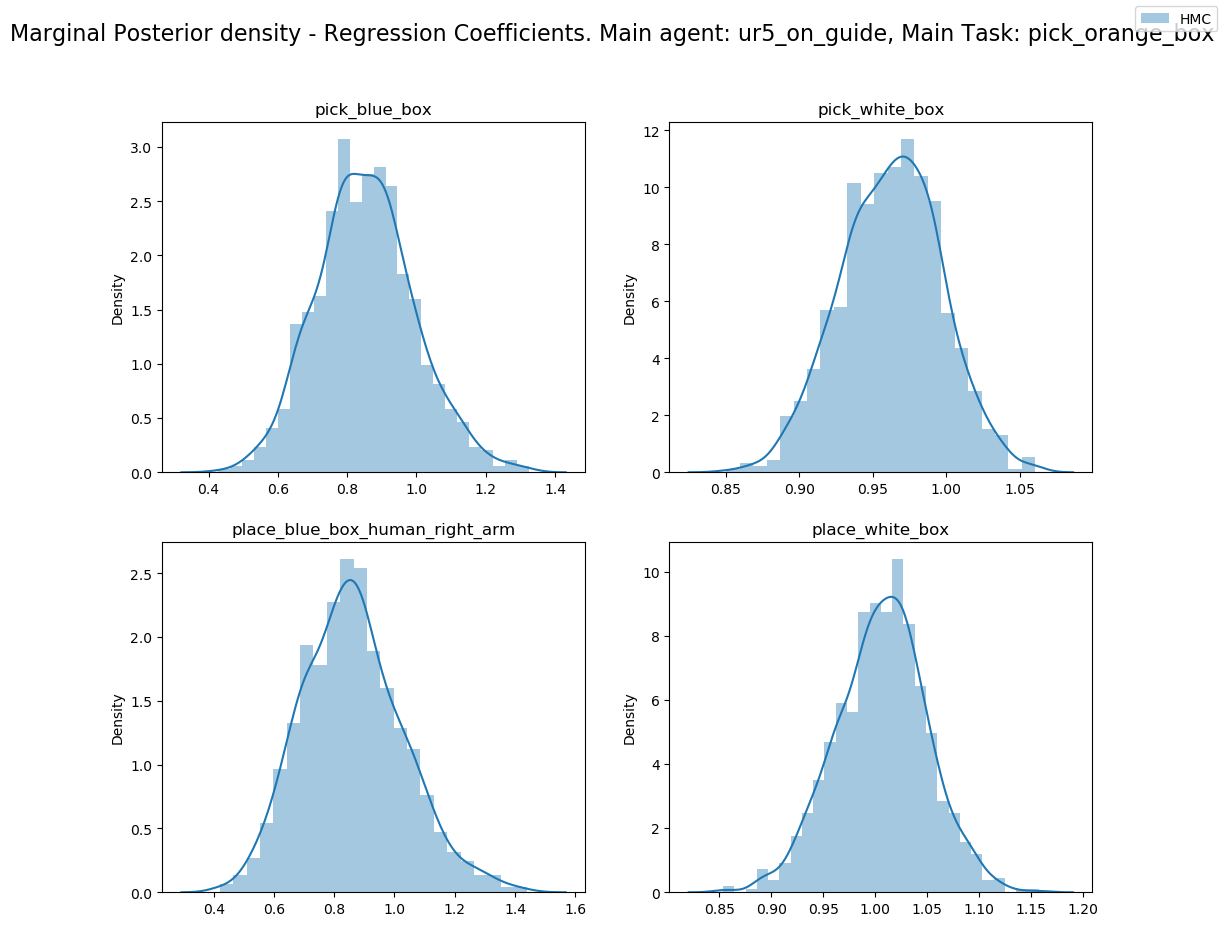 HMC
Marginal Posterior density - Regression Coefficients. Main agent: ur5_on_guide, Main Task: pick_orange_box
pick_blue_box
pick_white_box
Density
3.0
2.5
2.0
1.5
1.0
0.5
0.0
0.4 0.6 0.8 1.0 1.2 1.4
Density
12
10
8
6
4
2
0
0.85 0.90 0.95 1.00 1.05
place_blue_box_human_right_arm
place_white_box
Density
2.5
2.0
1.5
1.0
0.5
0.0
0.4 0.6 0.8 1.0 1.2 1.4 1.6
Density
10
8
6
4
2
0
0.85 0.90 0.95 1.00 1.05 1.10 1.15 1.20